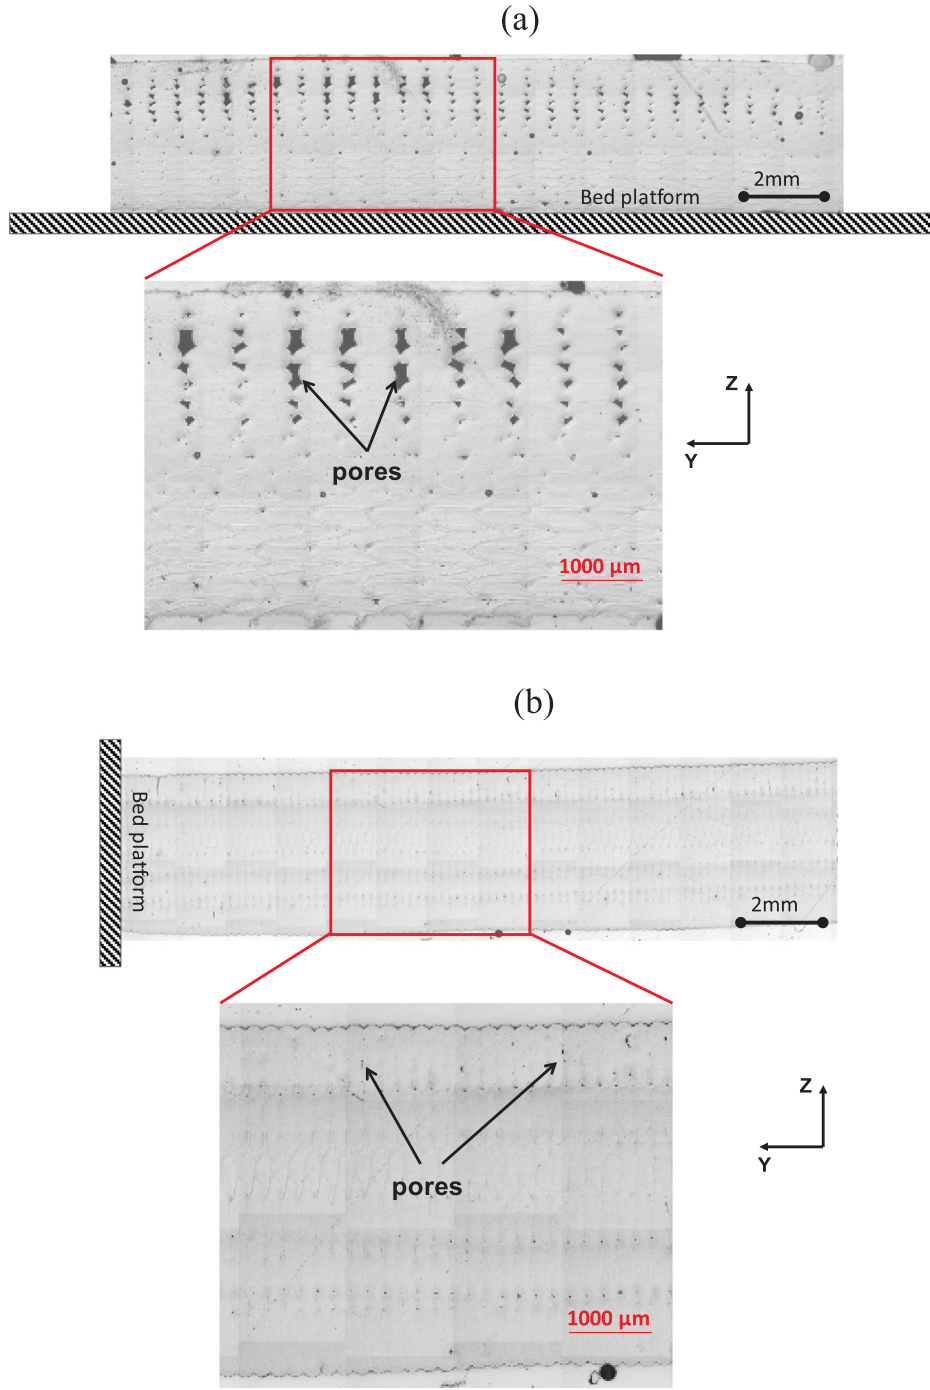 (a)
2mm
Bed platform
pores
Z
Y
1000 μm
(b)
Bed platform
2mm
pores
Z
Y
1000 μm